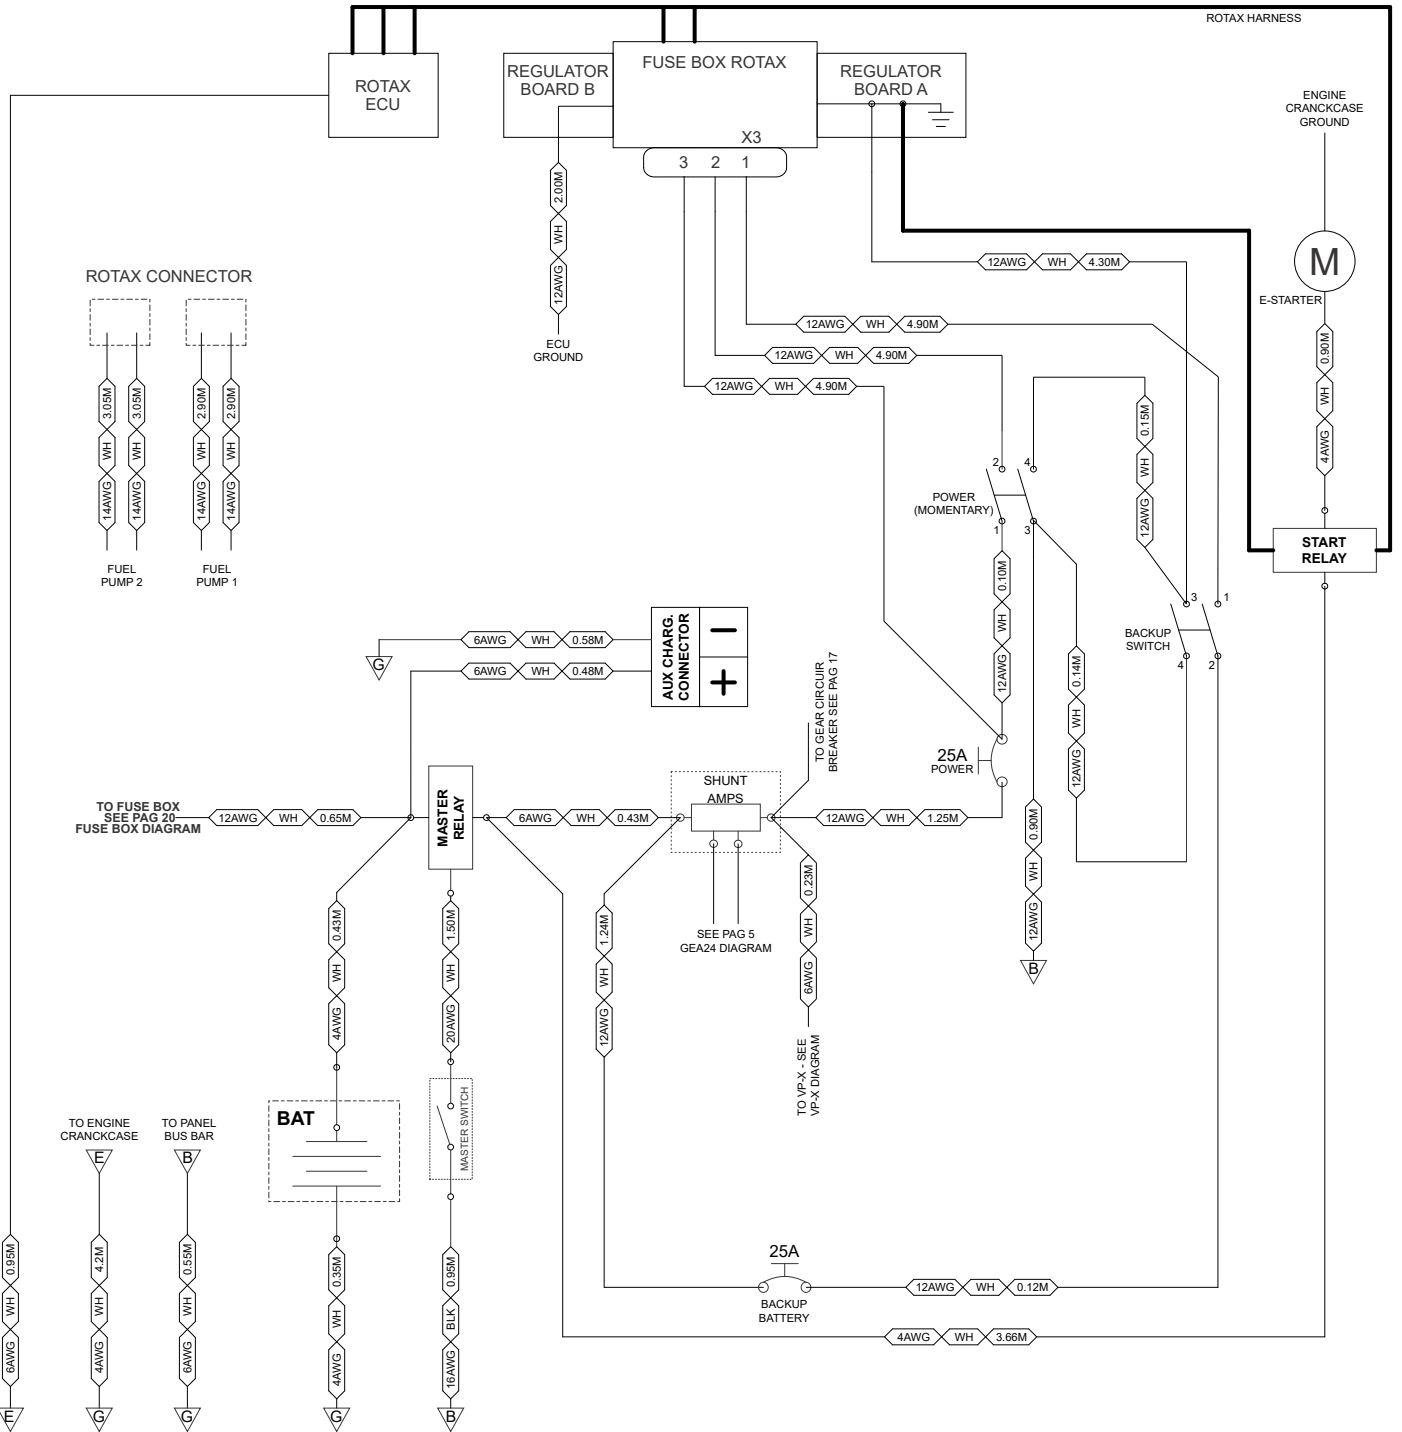 ROTAX HARNESS
ROTAX
ECU
REGULATOR
BOARD B
FUSE BOX ROTAX
X3
REGULATOR
BOARD A
3 2 1
ENGINE
CRANCKCASE
GROUND
M
E-STARTER
12AWG WH 2.00M
ECU
GROUND
12AWG WH 4.30M
12AWG WH 4.90M
12AWG WH 4.90M
12AWG WH 4.90M
4AWG WH 0.90M
START
RELAY
ROTAX CONNECTOR
14AWG WH 3.05M
14AWG WH 3.05M
14AWG WH 2.90M
14AWG WH 2.90M
FUEL
PUMP 2
FUEL
PUMP 1
2 4
POWER
(MOMENTARY)
1 3
12AWG WH 0.15M
12AWG WH 0.10M
12AWG WH 0.14M
3 1
BACKUP
SWITCH
4 2
6AWG WH 0.58M
G
6AWG WH 0.48M
AUX CHARG.
CONNECTOR
−
+
TO GEAR CIRCUIR
BREAKER SEE PAG 17
25A
POWER
TO FUSE BOX
SEE PAG 20
FUSE BOX DIAGRAM
12AWG WH 0.65M
MASTER
RELAY
6AWG WH 0.43M
SHUNT
AMPS
12AWG WH 1.25M
SEE PAG 5
GEA24 DIAGRAM
6AWG WH 0.23M
TO VP-X - SEE
VP-X DIAGRAM
12AWG WH 0.90M
B
4AWG WH 0.43M
20AWG WH 1.50M
12AWG WH 1.24M
BAT
MASTER SWITCH
TO ENGINE
CRANCKCASE
E
TO PANEL
BUS BAR
B
6AWG WH 0.95M
E
4AWG WH 4.2M
G
6AWG WH 0.55M
G
4AWG WH 0.35M
G
16AWG BLK 0.95M
B
25A
BACKUP
BATTERY
12AWG WH 0.12M
4AWG WH 3.66M